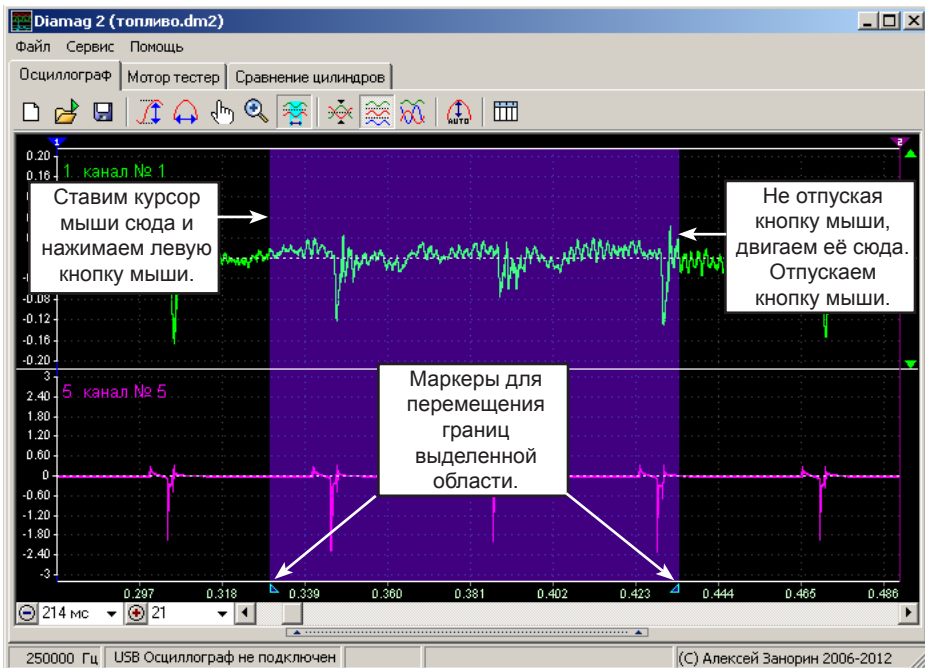 Diamag 2 (топливо.dm2)
Файл Сервис Помощь
Осциллограф Мотор тестер Сравнение цилиндров
AUTO
1 2
0.20
0.16
1 канал № 1
Ставим курсор
мыши сюда и
нажимаем левую
кнопку мыши.
Не отпуская
кнопку мыши,
двигаем её сюда.
Отпускаем
кнопку мыши.
-0.08
-0.12
-0.16
-0.20
3
2.40
5 канал № 5
1.80
1.20
0.60
0
-0.60
-1.20
-1.80
-2.40
-3
Маркеры для
перемещения
границ
выделенной
области.
0.297 0.318 0.339 0.360 0.381 0.402 0.423 0.444 0.465 0.486
214 мс 21
250000 Гц USB Осциллограф не подключен (C) Алексей Занорин 2006-2012